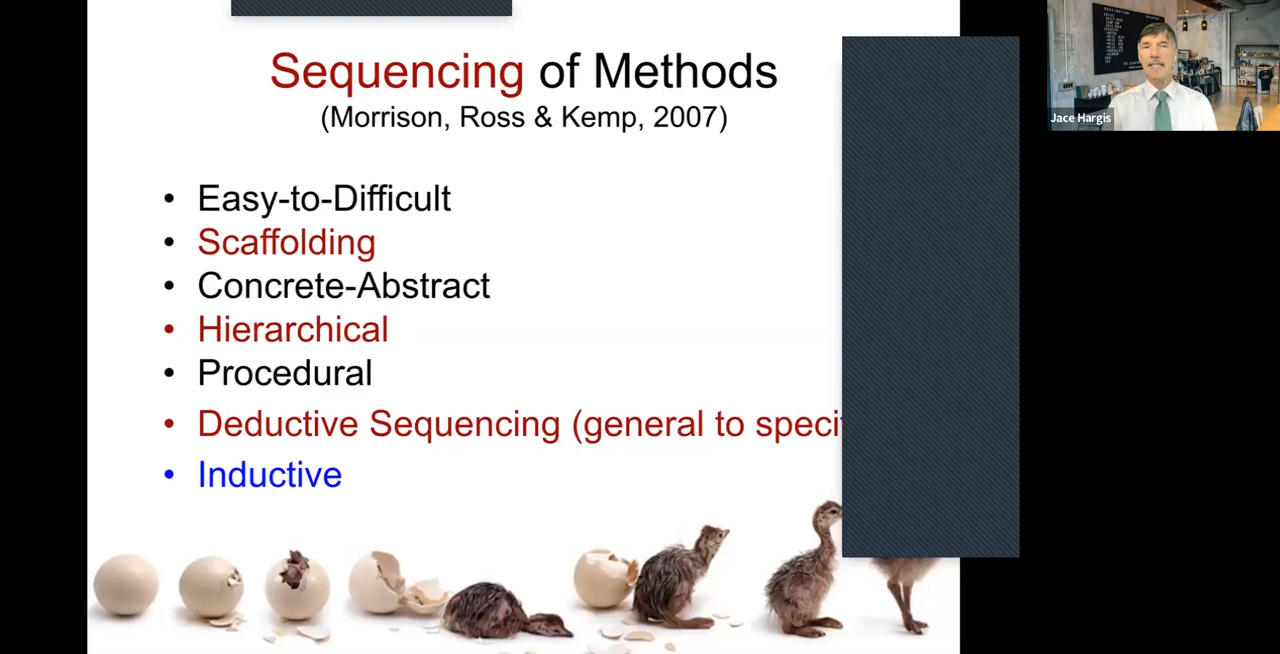 Sequencing of Methods
(Morrison, Ross & Kemp, 2007)
• Easy-to-Difficult
• Scaffolding
• Concrete-Abstract
• Hierarchical
• Procedural
• Deductive Sequencing (general to speci
• Inductive
Jace Hargis